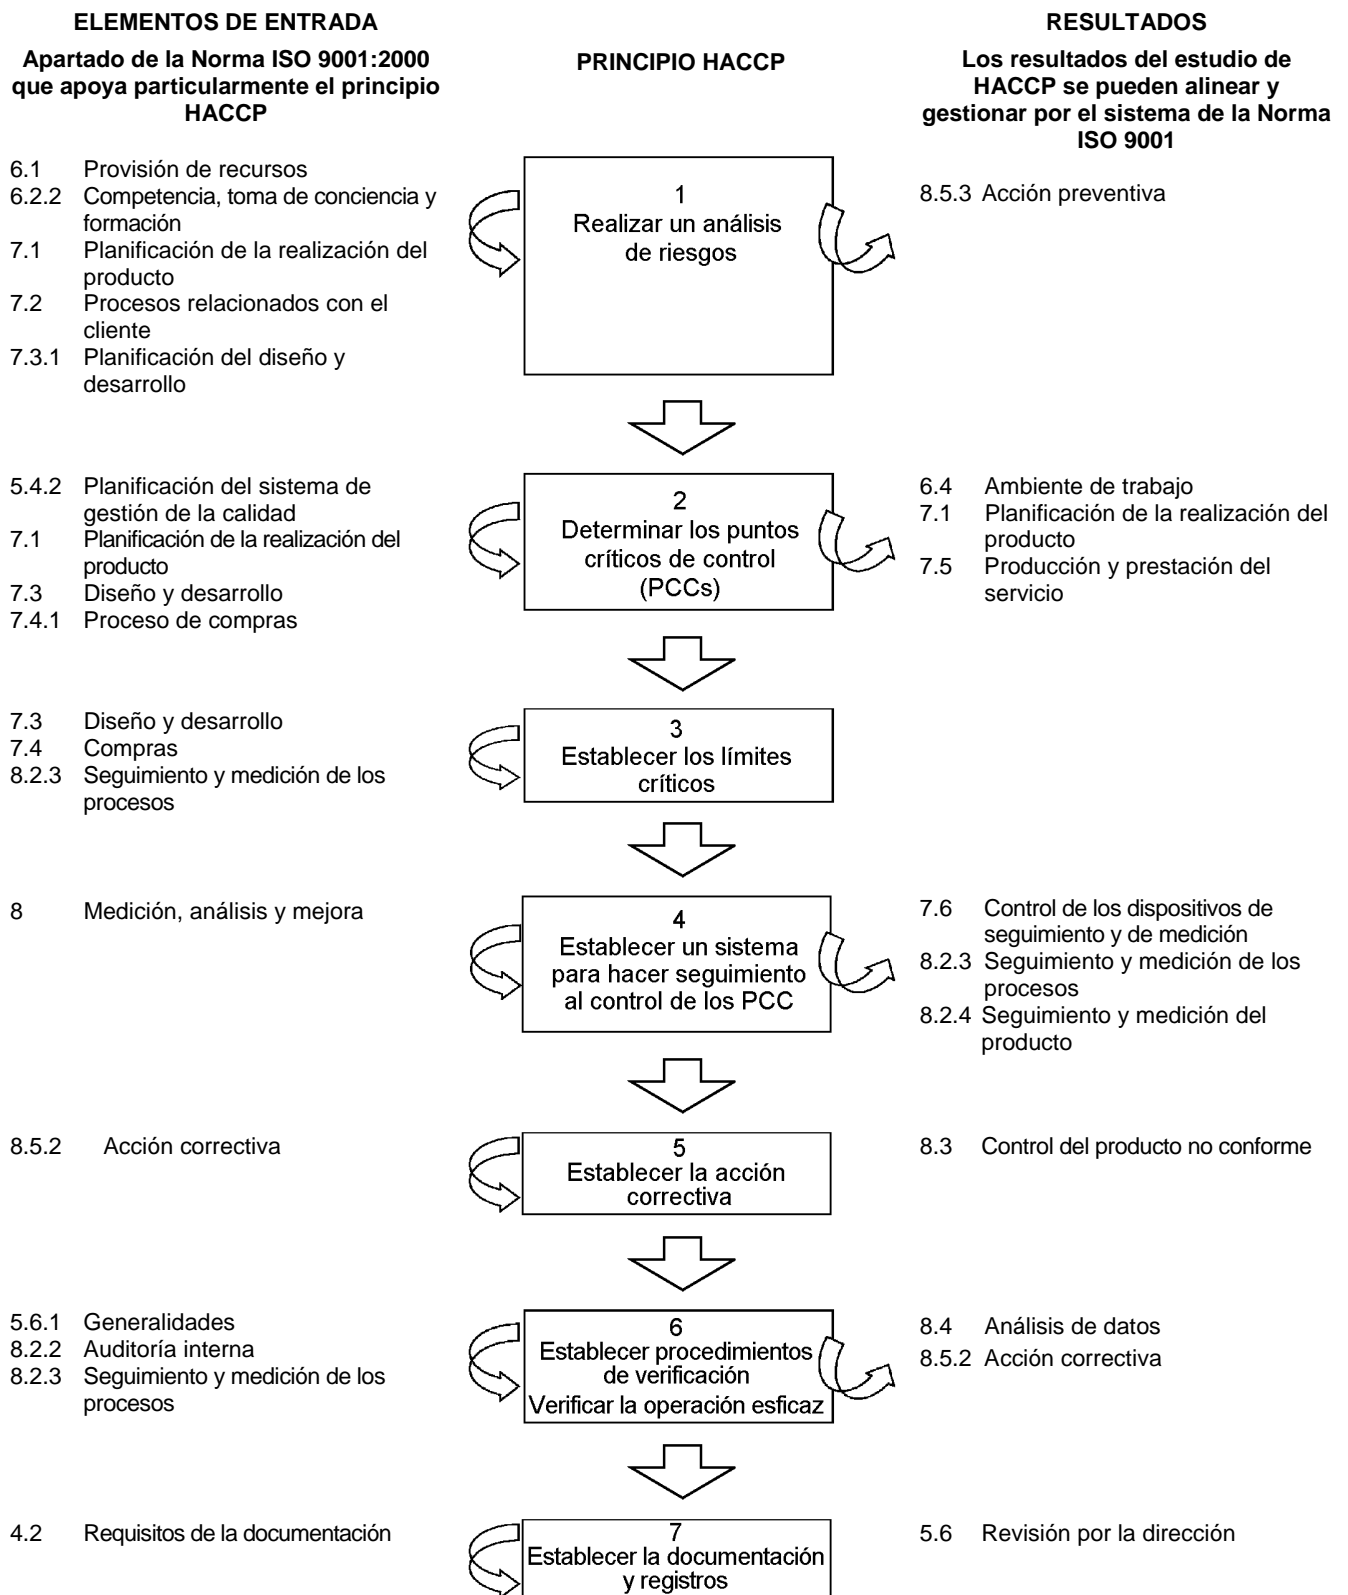 ELEMENTOS DE ENTRADA
Apartado de la Norma ISO 9001:2000
que apoya particularmente el principio
HACCP
PRINCIPIO HACCP
RESULTADOS
Los resultados del estudio de
HACCP se pueden alinear y
gestionar por el sistema de la Norma
ISO 9001
6.1 Provisión de recursos
6.2.2 Competencia, toma de conciencia y
formación
7.1 Planificación de la realización del
producto
7.2 Procesos relacionados con el
cliente
7.3.1 Planificación del diseño y
desarrollo
1
Realizar un análisis
de riesgos
8.5.3 Acción preventiva
5.4.2 Planificación del sistema de
gestión de la calidad
7.1 Planificación de la realización del
producto
7.3 Diseño y desarrollo
7.4.1 Proceso de compras
2
Determinar los puntos
críticos de control
(PCCs)
6.4 Ambiente de trabajo
7.1 Planificación de la realización del
producto
7.5 Producción y prestación del
servicio
7.3 Diseño y desarrollo
7.4 Compras
8.2.3 Seguimiento y medición de los
procesos
3
Establecer los límites
críticos
8 Medición, análisis y mejora
4
Establecer un sistema
para hacer seguimiento
al control de los PCC
7.6 Control de los dispositivos de
seguimiento y de medición
8.2.3 Seguimiento y medición de los
procesos
8.2.4 Seguimiento y medición del
producto
8.5.2 Acción correctiva
5
Establecer la acción
correctiva
8.3 Control del producto no conforme
5.6.1 Generalidades
8.2.2 Auditoría interna
8.2.3 Seguimiento y medición de los
procesos
6
Establecer procedimientos
de verificación
Verificar la operación esficaz
8.4 Análisis de datos
8.5.2 Acción correctiva
4.2 Requisitos de la documentación
7
Establecer la documentación
y registros
5.6 Revisión por la dirección